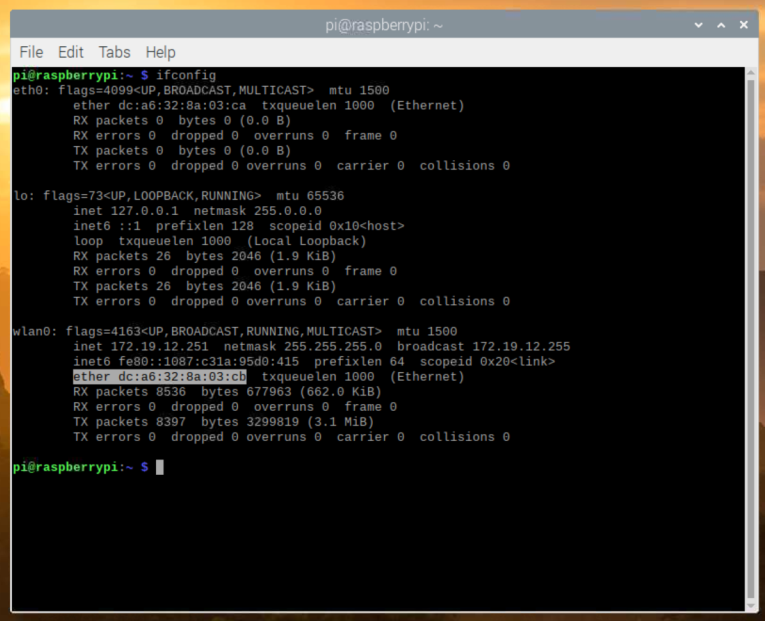 pi@raspberrypi: ~
File Edit Tabs Help
pi@raspberrypi:~ $ ifconfig
eth0: flags=4099<UP,BROADCAST,MULTICAST>  mtu 1500
        ether dc:a6:32:8a:03:ca  txqueuelen 1000  (Ethernet)
        RX packets 0  bytes 0 (0.0 B)
        RX errors 0  dropped 0  overruns 0  frame 0
        TX packets 0  bytes 0 (0.0 B)
        TX errors 0  dropped 0 overruns 0  carrier 0  collisions 0
lo: flags=73<UP,LOOPBACK,RUNNING>  mtu 65536
        inet 127.0.0.1  netmask 255.0.0.0
        inet6 ::1  prefixlen 128  scopeid 0x10<host>
        loop  txqueuelen 1000  (Local Loopback)
        RX packets 26  bytes 2046 (1.9 KiB)
        RX errors 0  dropped 0  overruns 0  frame 0
        TX packets 26  bytes 2046 (1.9 KiB)
        TX errors 0  dropped 0 overruns 0  carrier 0  collisions 0
wlan0: flags=4163<UP,BROADCAST,RUNNING,MULTICAST>  mtu 1500
        inet 172.19.12.251  netmask 255.255.255.0  broadcast 172.19.12.255
        inet6 fe80::1087:c31a:95d0:415  prefixlen 64  scopeid 0x20<link>
        ether dc:a6:32:8a:03:cb  txqueuelen 1000  (Ethernet)
        RX packets 8536  bytes 677963 (662.0 KiB)
        RX errors 0  dropped 0  overruns 0  frame 0
        TX packets 8397  bytes 3299819 (3.1 MiB)
        TX errors 0  dropped 0 overruns 0  carrier 0  collisions 0
pi@raspberrypi:~ $